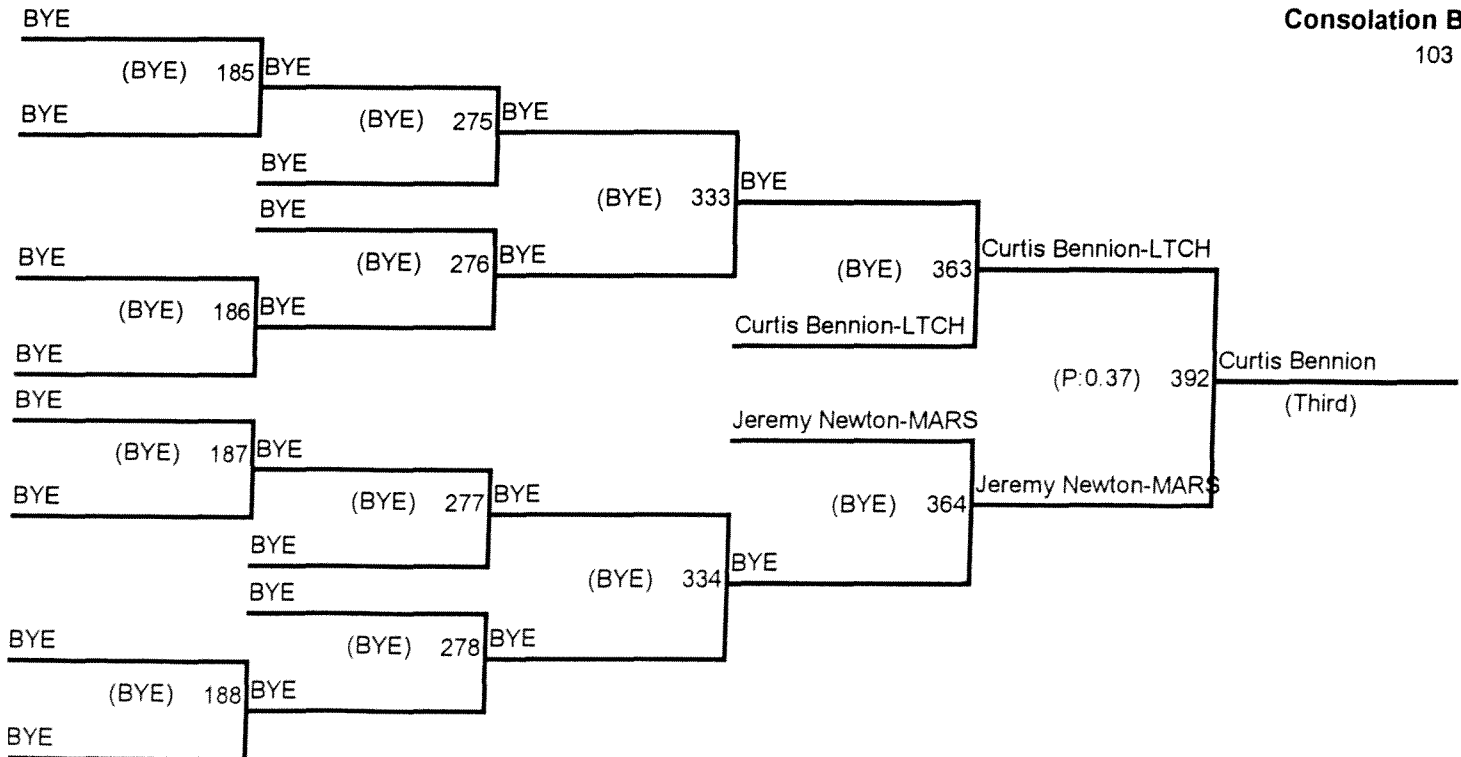 BYE
Consolation B
103
(BYE) 185 BYE
BYE
(BYE) 275 BYE
BYE
(BYE) 333 BYE
BYE
BYE
(BYE) 276 BYE
(BYE) 186 BYE
BYE
(BYE) 363 Curtis Bennion-LTCH
Curtis Bennion-LTCH
(P:0.37) 392 Curtis Bennion
(Third)
BYE
(BYE) 187 BYE
BYE
(BYE) 277 BYE
BYE
(BYE) 334 BYE
Jeremy Newton-MARS
(BYE) 364 Jeremy Newton-MARS
BYE
(BYE) 278 BYE
BYE
(BYE) 188 BYE
BYE